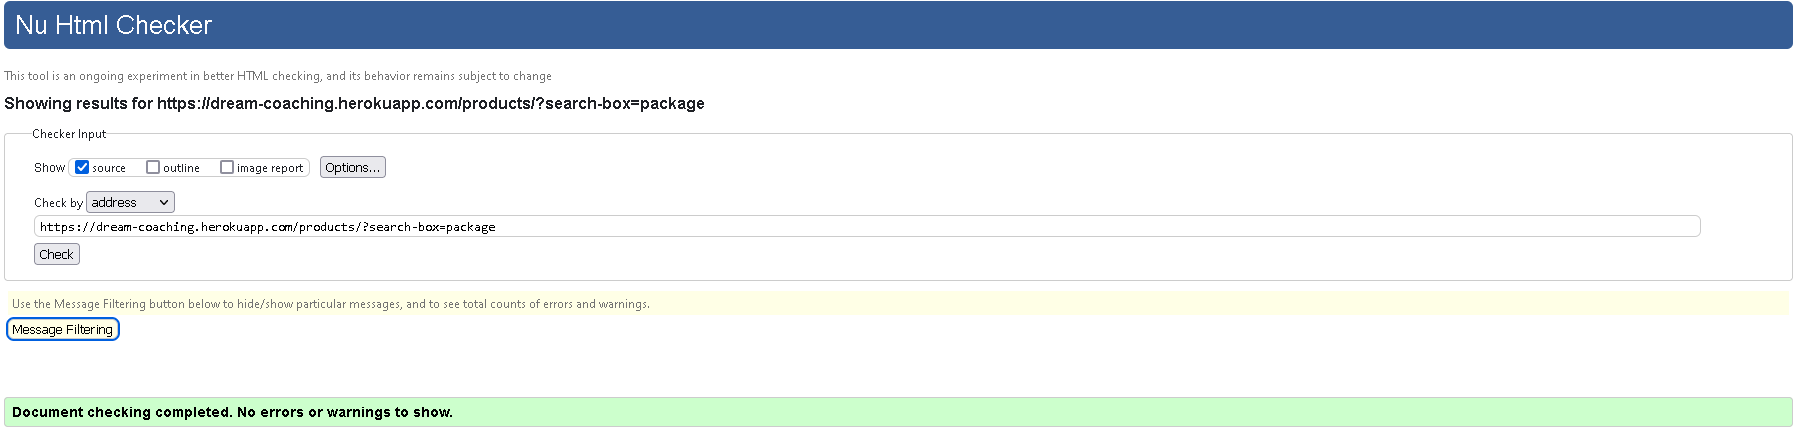 Nu Html Checker
This tool is an ongoing experiment in better HTML checking, and its behavior remains subject to change
Showing results for https://dream-coaching.herokuapp.com/products/?search-box=package
Checker Input
Show source outline image report Options...
Check by address
https://dream-coaching.herokuapp.com/products/?search-box=package
Check
Use the Message Filtering button below to hide/show particular messages, and to see total counts of errors and warnings.
Message Filtering
Document checking completed. No errors or warnings to show.